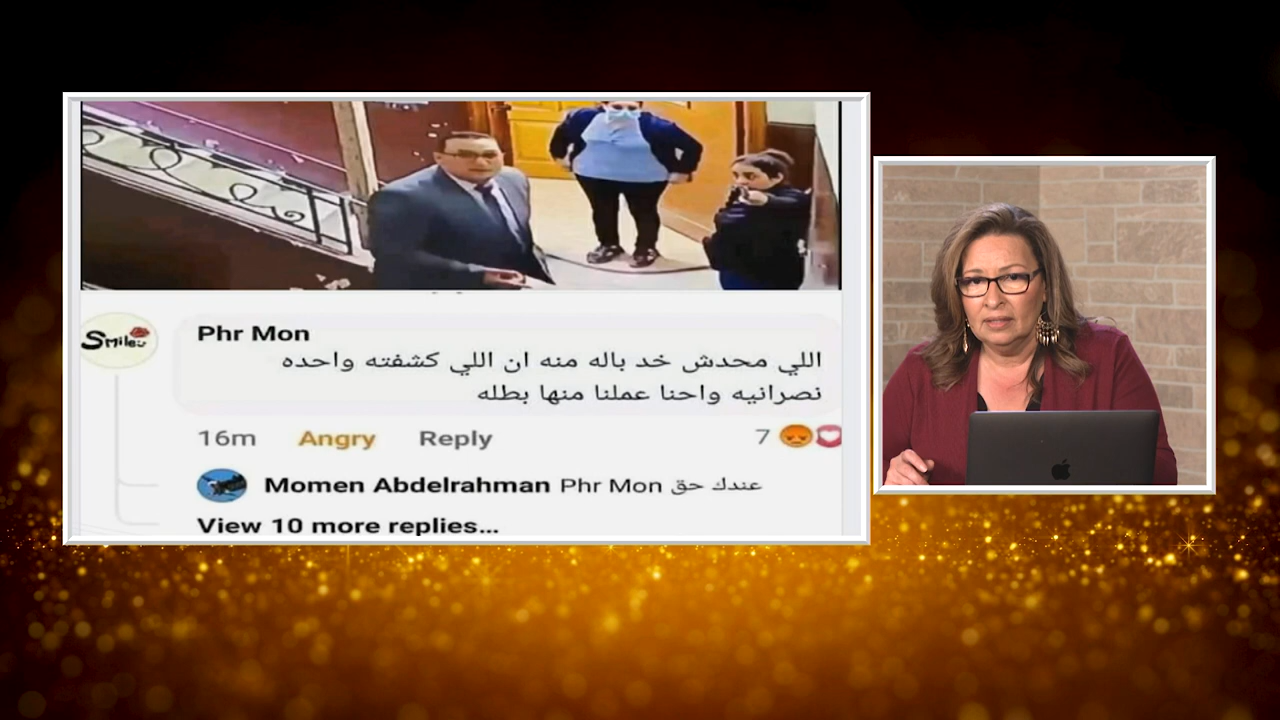 Smile
Phr Mon
اللي محدش خد باله منه ان اللي كشفته واحده
نصرانيه واحنا عملنا منها بطله
16m Angry Reply 7
Momen Abdelrahman Phr Mon عندك حق
View 10 more replies...